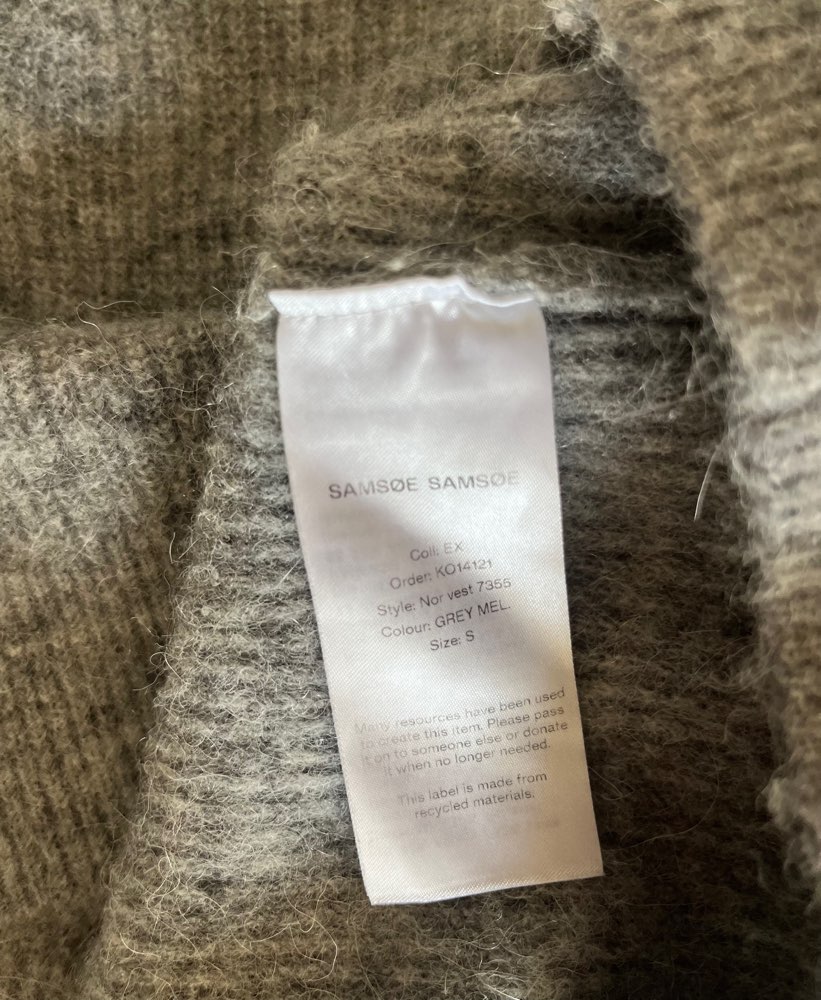 SAMSØE SAMSØE
Coll: EX
Order: KO14121
Style: Nor vest 7355
Colour: GREY MEL.
Size: S
Many resources have been used
to create this item. Please pass
it on to someone else or donate
it when no longer needed.
This label is made from
recycled materials.